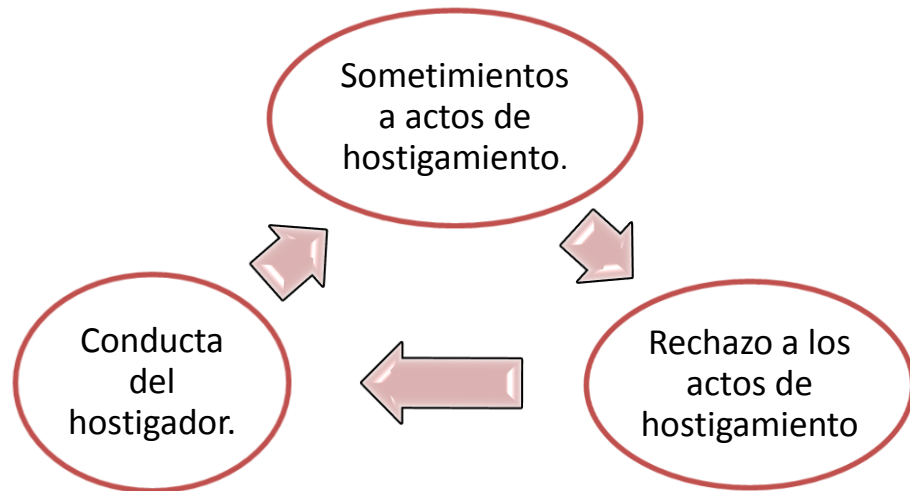 Sometimientos
a actos de
hostigamiento.
Conducta
del
hostigador.
Rechazo a los
actos de
hostigamiento